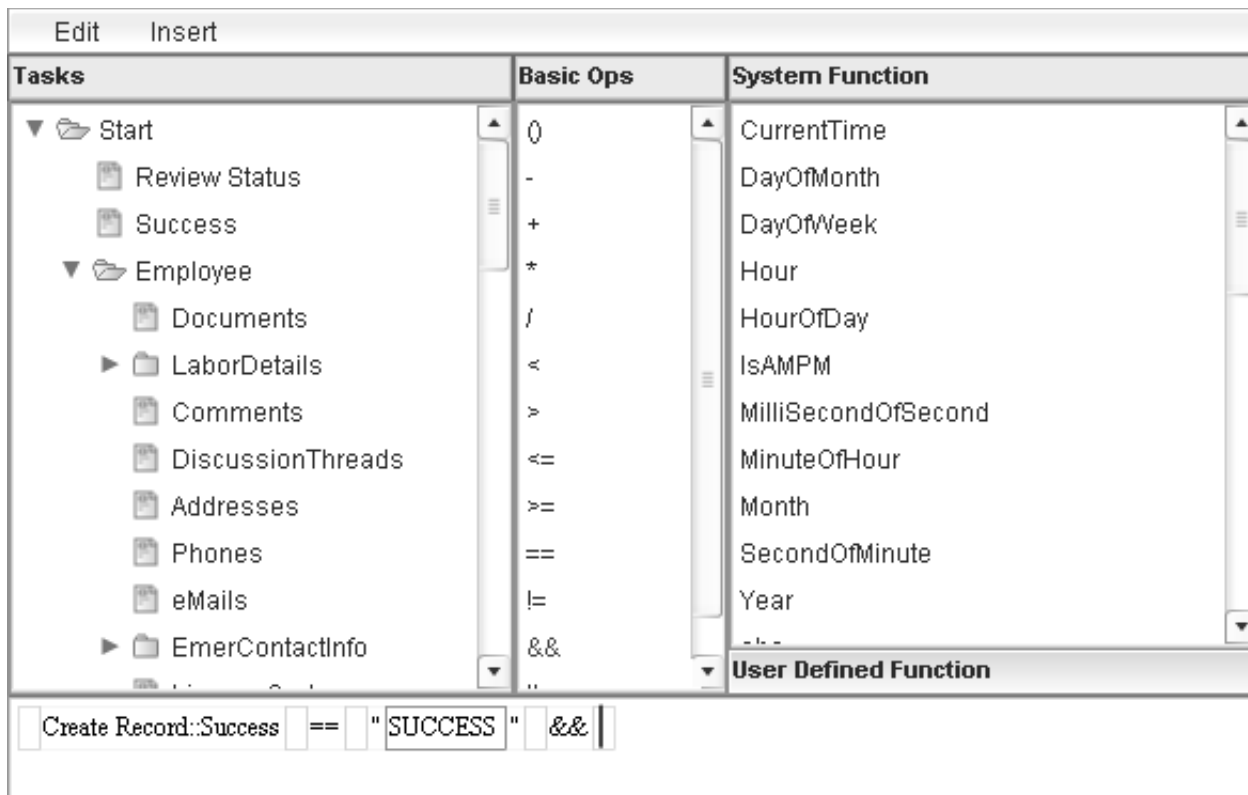 Edit Insert
Tasks
Start
Review Status
Success
Employee
Documents
LaborDetails
Comments
DiscussionThreads
Addresses
Phones
eMails
EmerContactInfo
Basic Ops
()
-
+
*
/
<
>
<=
>=
==
!=
&&
System Function
CurrentTime
DayOfMonth
DayOfWeek
Hour
HourOfDay
IsAMPM
MilliSecondOfSecond
MinuteOfHour
Month
SecondOfMinute
Year
User Defined Function
Create Record::Success == "SUCCESS" &&